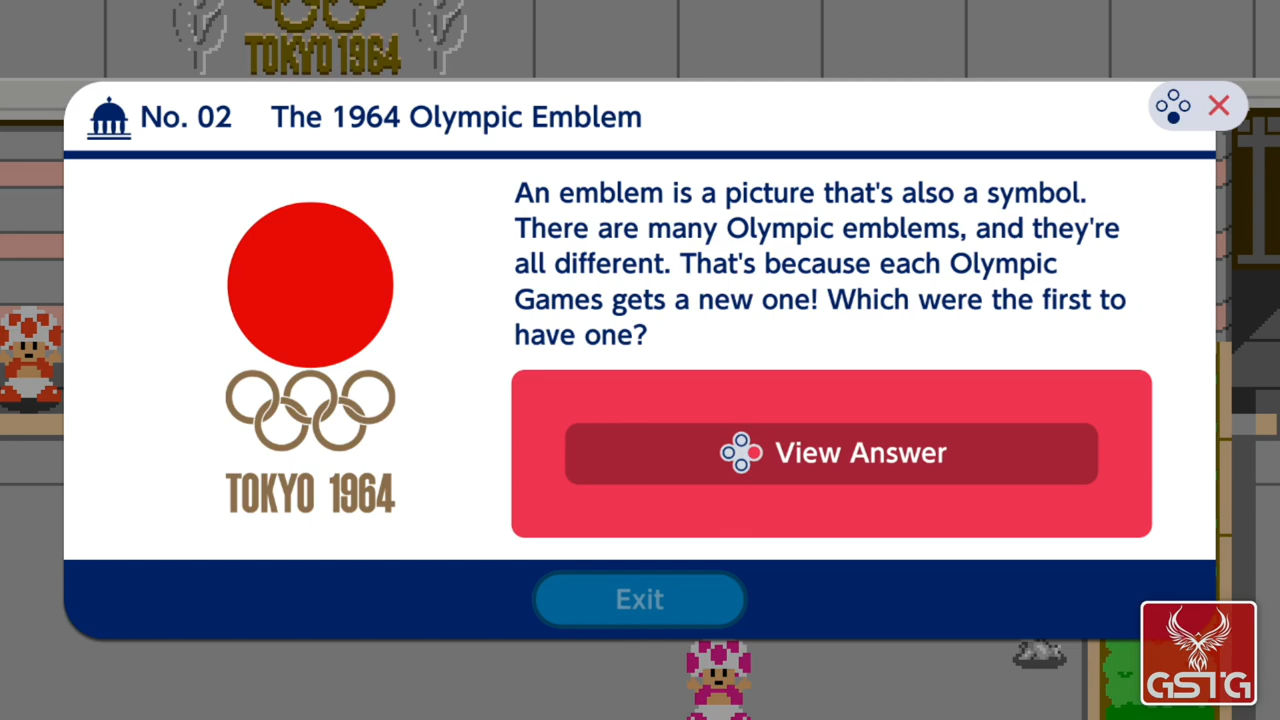 TOKYO 1964
No. 02 The 1964 Olympic Emblem
An emblem is a picture that's also a symbol.
There are many Olympic emblems, and they're
all different. That's because each Olympic
Games gets a new one! Which were the first to
have one?
TOKYO 1964
View Answer
Exit
GSTG